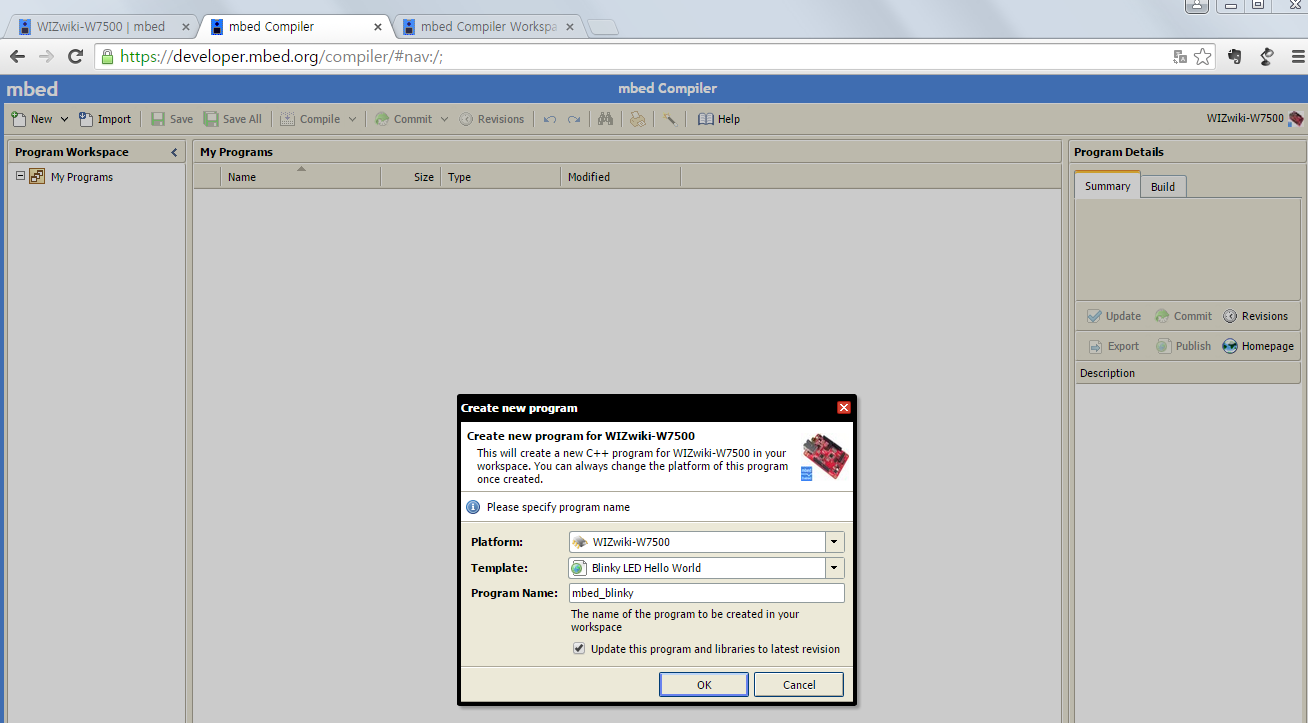 WIZwiki-W7500 | mbed
mbed Compiler
mbed Compiler Workspa
https://developer.mbed.org/compiler/#nav:/;
mbed
mbed Compiler
New
Import
Save
Save All
Compile
Commit
Revisions
Help
WIZwiki-W7500
Program Workspace
My Programs
Program Details
My Programs
Name
Size
Type
Modified
Summary
Build
Update
Commit
Revisions
Export
Publish
Homepage
Description
Create new program
Create new program for WIZwiki-W7500
This will create a new C++ program for WIZwiki-W7500 in your
workspace. You can always change the platform of this program
once created.
Please specify program name
Platform:
WIZwiki-W7500
Template:
Blinky LED Hello World
Program Name:
mbed_blinky
The name of the program to be created in your
workspace
Update this program and libraries to latest revision
OK
Cancel